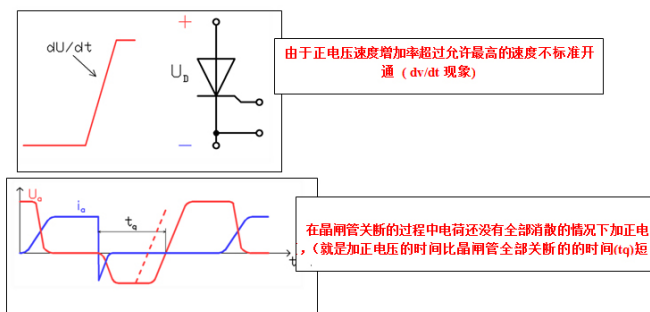 dU/dt
+
U_D
−
由于正电压速度增加率超过允许最高的速度不标准开
通 ( dv/dt 现象)
U_a
i_a
t_q
t
在晶闸管关断的过程中电荷还没有全部消散的情况下加正电
，（就是加正电压的时间比晶闸管全部关断的的时间(tq)短